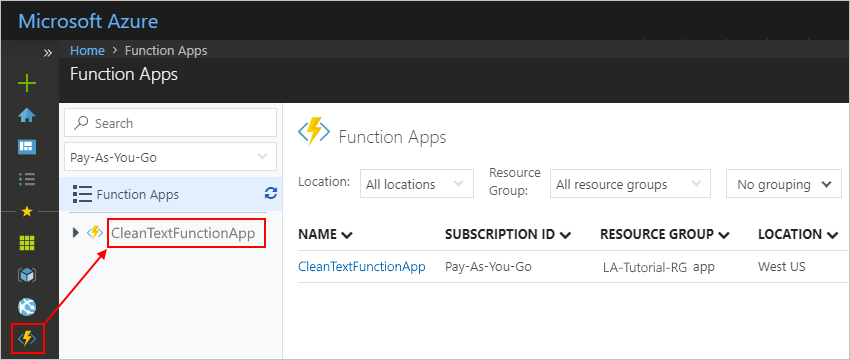 Microsoft Azure
»
Home > Function Apps
Function Apps
Search
Pay-As-You-Go
Function Apps
CleanTextFunctionApp
Function Apps
Location:
All locations
Resource
Group:
All resource groups
No grouping
NAME SUBSCRIPTION ID RESOURCE GROUP LOCATION
CleanTextFunctionApp Pay-As-You-Go LA-Tutorial-RG app West US